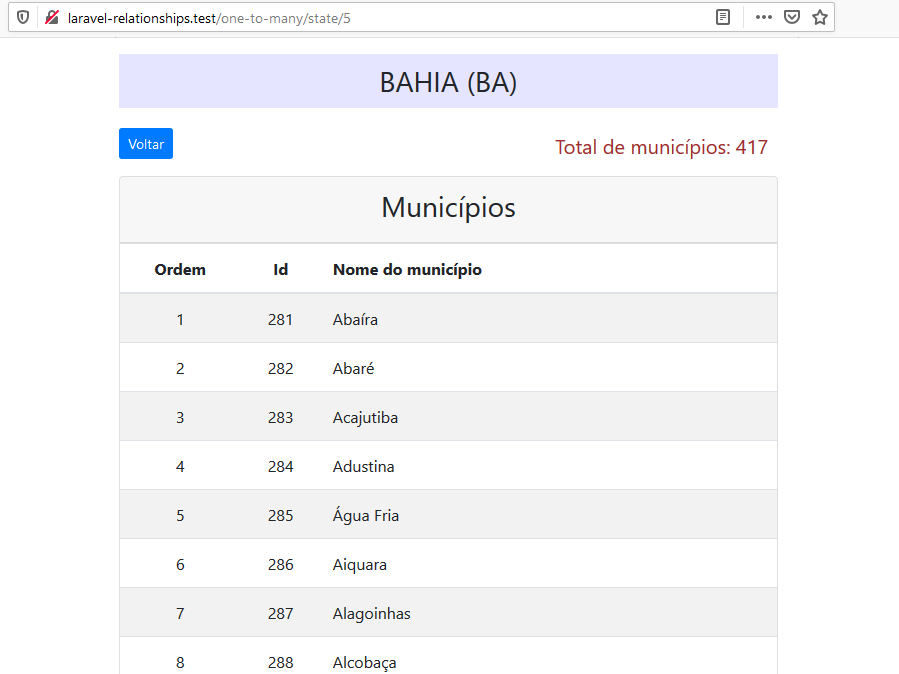 laravel-relationships.test/one-to-many/state/5
BAHIA (BA)
Voltar
Total de municípios: 417
Municípios
Ordem Id Nome do município
1 281 Abaíra
2 282 Abaré
3 283 Acajutiba
4 284 Adustina
5 285 Água Fria
6 286 Aiquara
7 287 Alagoinhas
8 288 Alcobaça